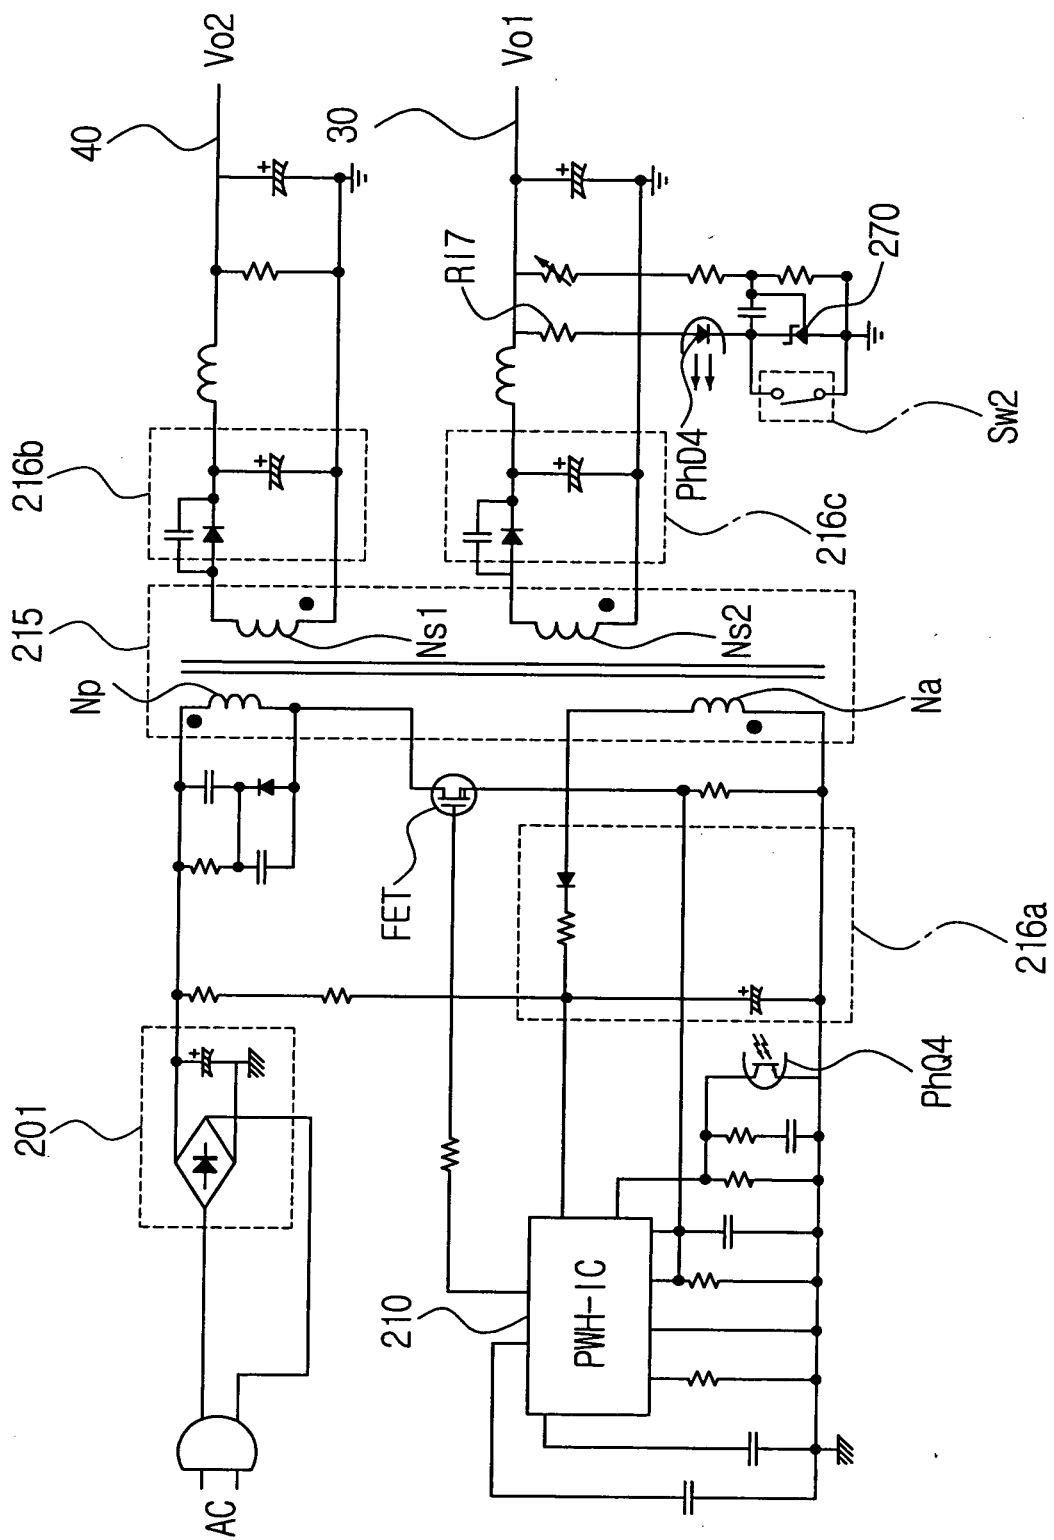 AC
201
Np
215
216b
40
Vo2
Ns1
210
PWH-IC
FET
216a
PhQ4
Na
Ns2
216c
PhD4
R17
30
Vo1
270
Sw2